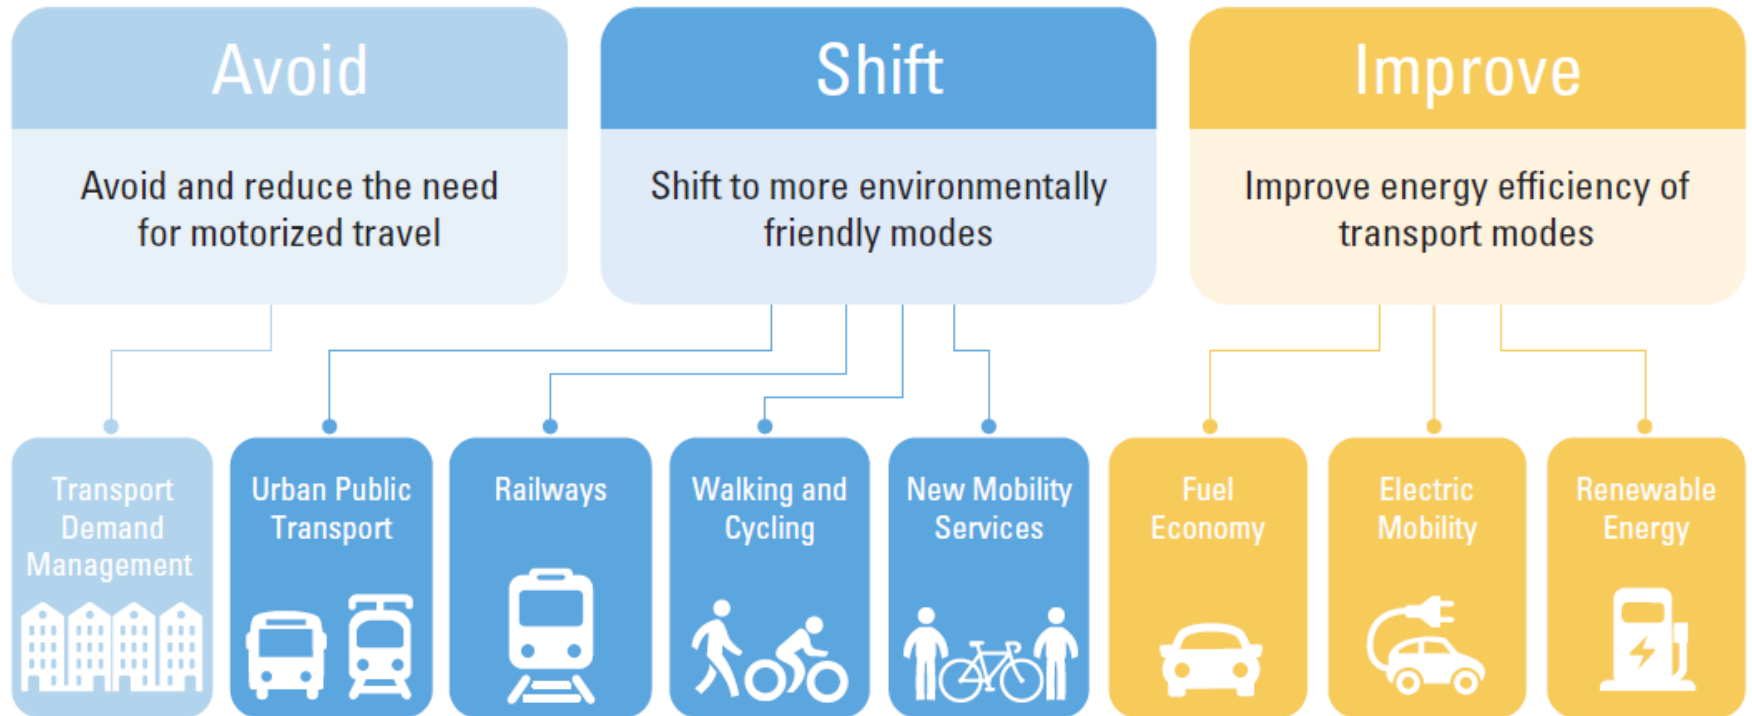 Avoid
Avoid and reduce the need
for motorized travel
Shift
Shift to more environmentally
friendly modes
Improve
Improve energy efficiency of
transport modes
Transport
Demand
Management
Urban Public
Transport
Railways
Walking and
Cycling
New Mobility
Services
Fuel
Economy
Electric
Mobility
Renewable
Energy